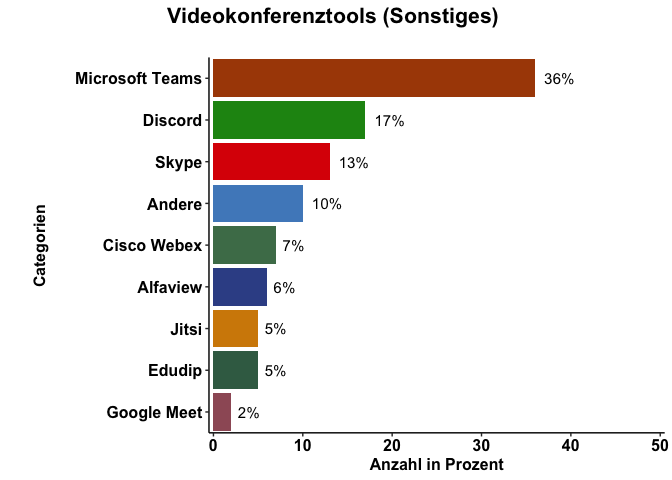 Videokonferenztools (Sonstiges)
Categorien
Microsoft Teams 36%
Discord 17%
Skype 13%
Andere 10%
Cisco Webex 7%
Alfaview 6%
Jitsi 5%
Edudip 5%
Google Meet 2%
0 10 20 30 40 50
Anzahl in Prozent